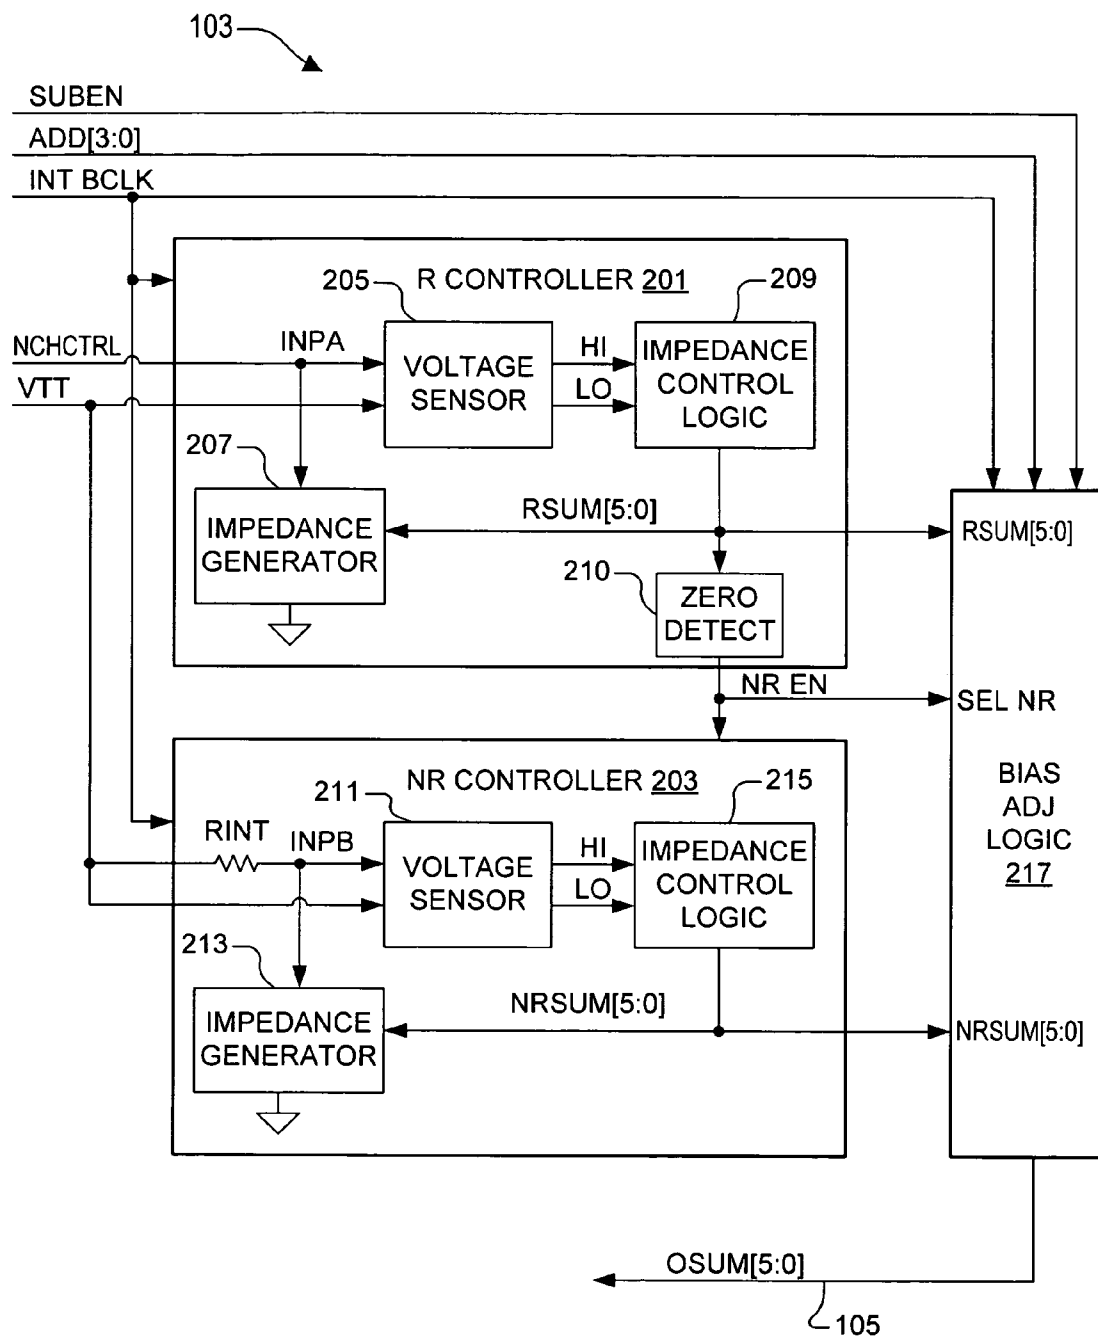 103
SUBEN
ADD[3:0]
INT BCLK
R CONTROLLER 201
205
209
NCHCTRL
INPA
VOLTAGE
SENSOR
HI
LO
IMPEDANCE
CONTROL
LOGIC
VTT
207
IMPEDANCE
GENERATOR
RSUM[5:0]
RSUM[5:0]
210
ZERO
DETECT
NR EN
SEL NR
NR CONTROLLER 203
211
215
RINT
INPB
VOLTAGE
SENSOR
HI
LO
IMPEDANCE
CONTROL
LOGIC
BIAS
ADJ
LOGIC
217
213
IMPEDANCE
GENERATOR
NRSUM[5:0]
NRSUM[5:0]
OSUM[5:0]
105